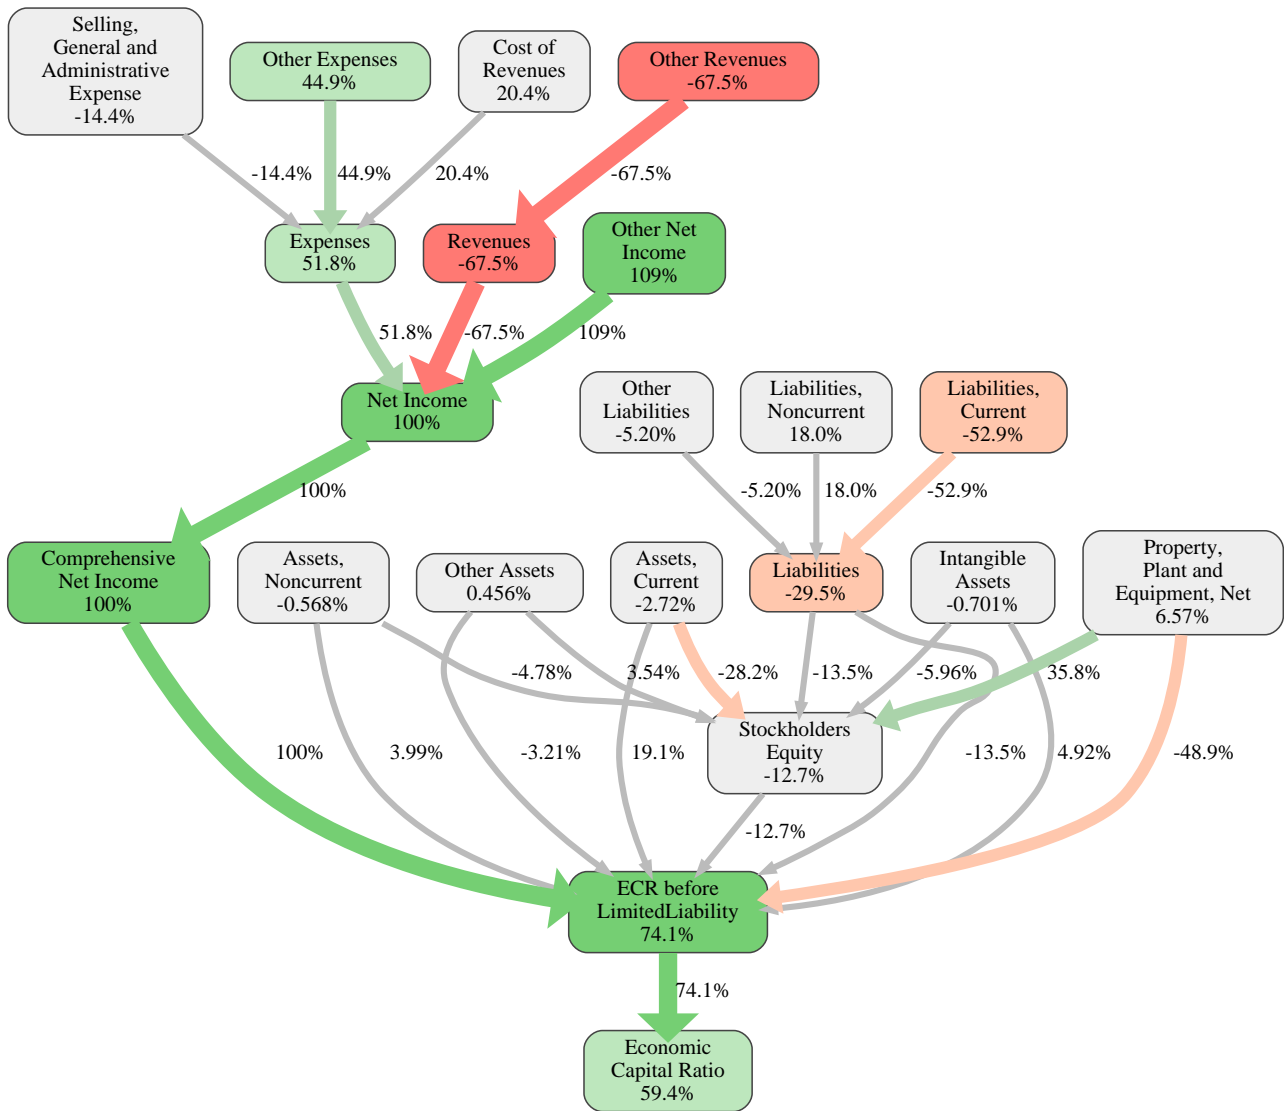 Selling,
General and
Administrative
Expense
-14.4%
Other Expenses
44.9%
Cost of
Revenues
20.4%
Other Revenues
-67.5%
-14.4%
44.9%
20.4%
-67.5%
Expenses
51.8%
Revenues
-67.5%
Other Net
Income
109%
51.8%
-67.5%
109%
Net Income
100%
Other
Liabilities
-5.20%
Liabilities,
Noncurrent
18.0%
Liabilities,
Current
-52.9%
100%
-5.20%
18.0%
-52.9%
Comprehensive
Net Income
100%
Assets,
Noncurrent
-0.568%
Other Assets
0.456%
Assets,
Current
-2.72%
Liabilities
-29.5%
Intangible
Assets
-0.701%
Property,
Plant and
Equipment, Net
6.57%
-4.78%
3.54%
-28.2%
-13.5%
-5.96%
35.8%
Stockholders
Equity
-12.7%
100%
3.99%
-3.21%
19.1%
-13.5%
4.92%
-48.9%
-12.7%
ECR before
LimitedLiability
74.1%
74.1%
Economic
Capital Ratio
59.4%